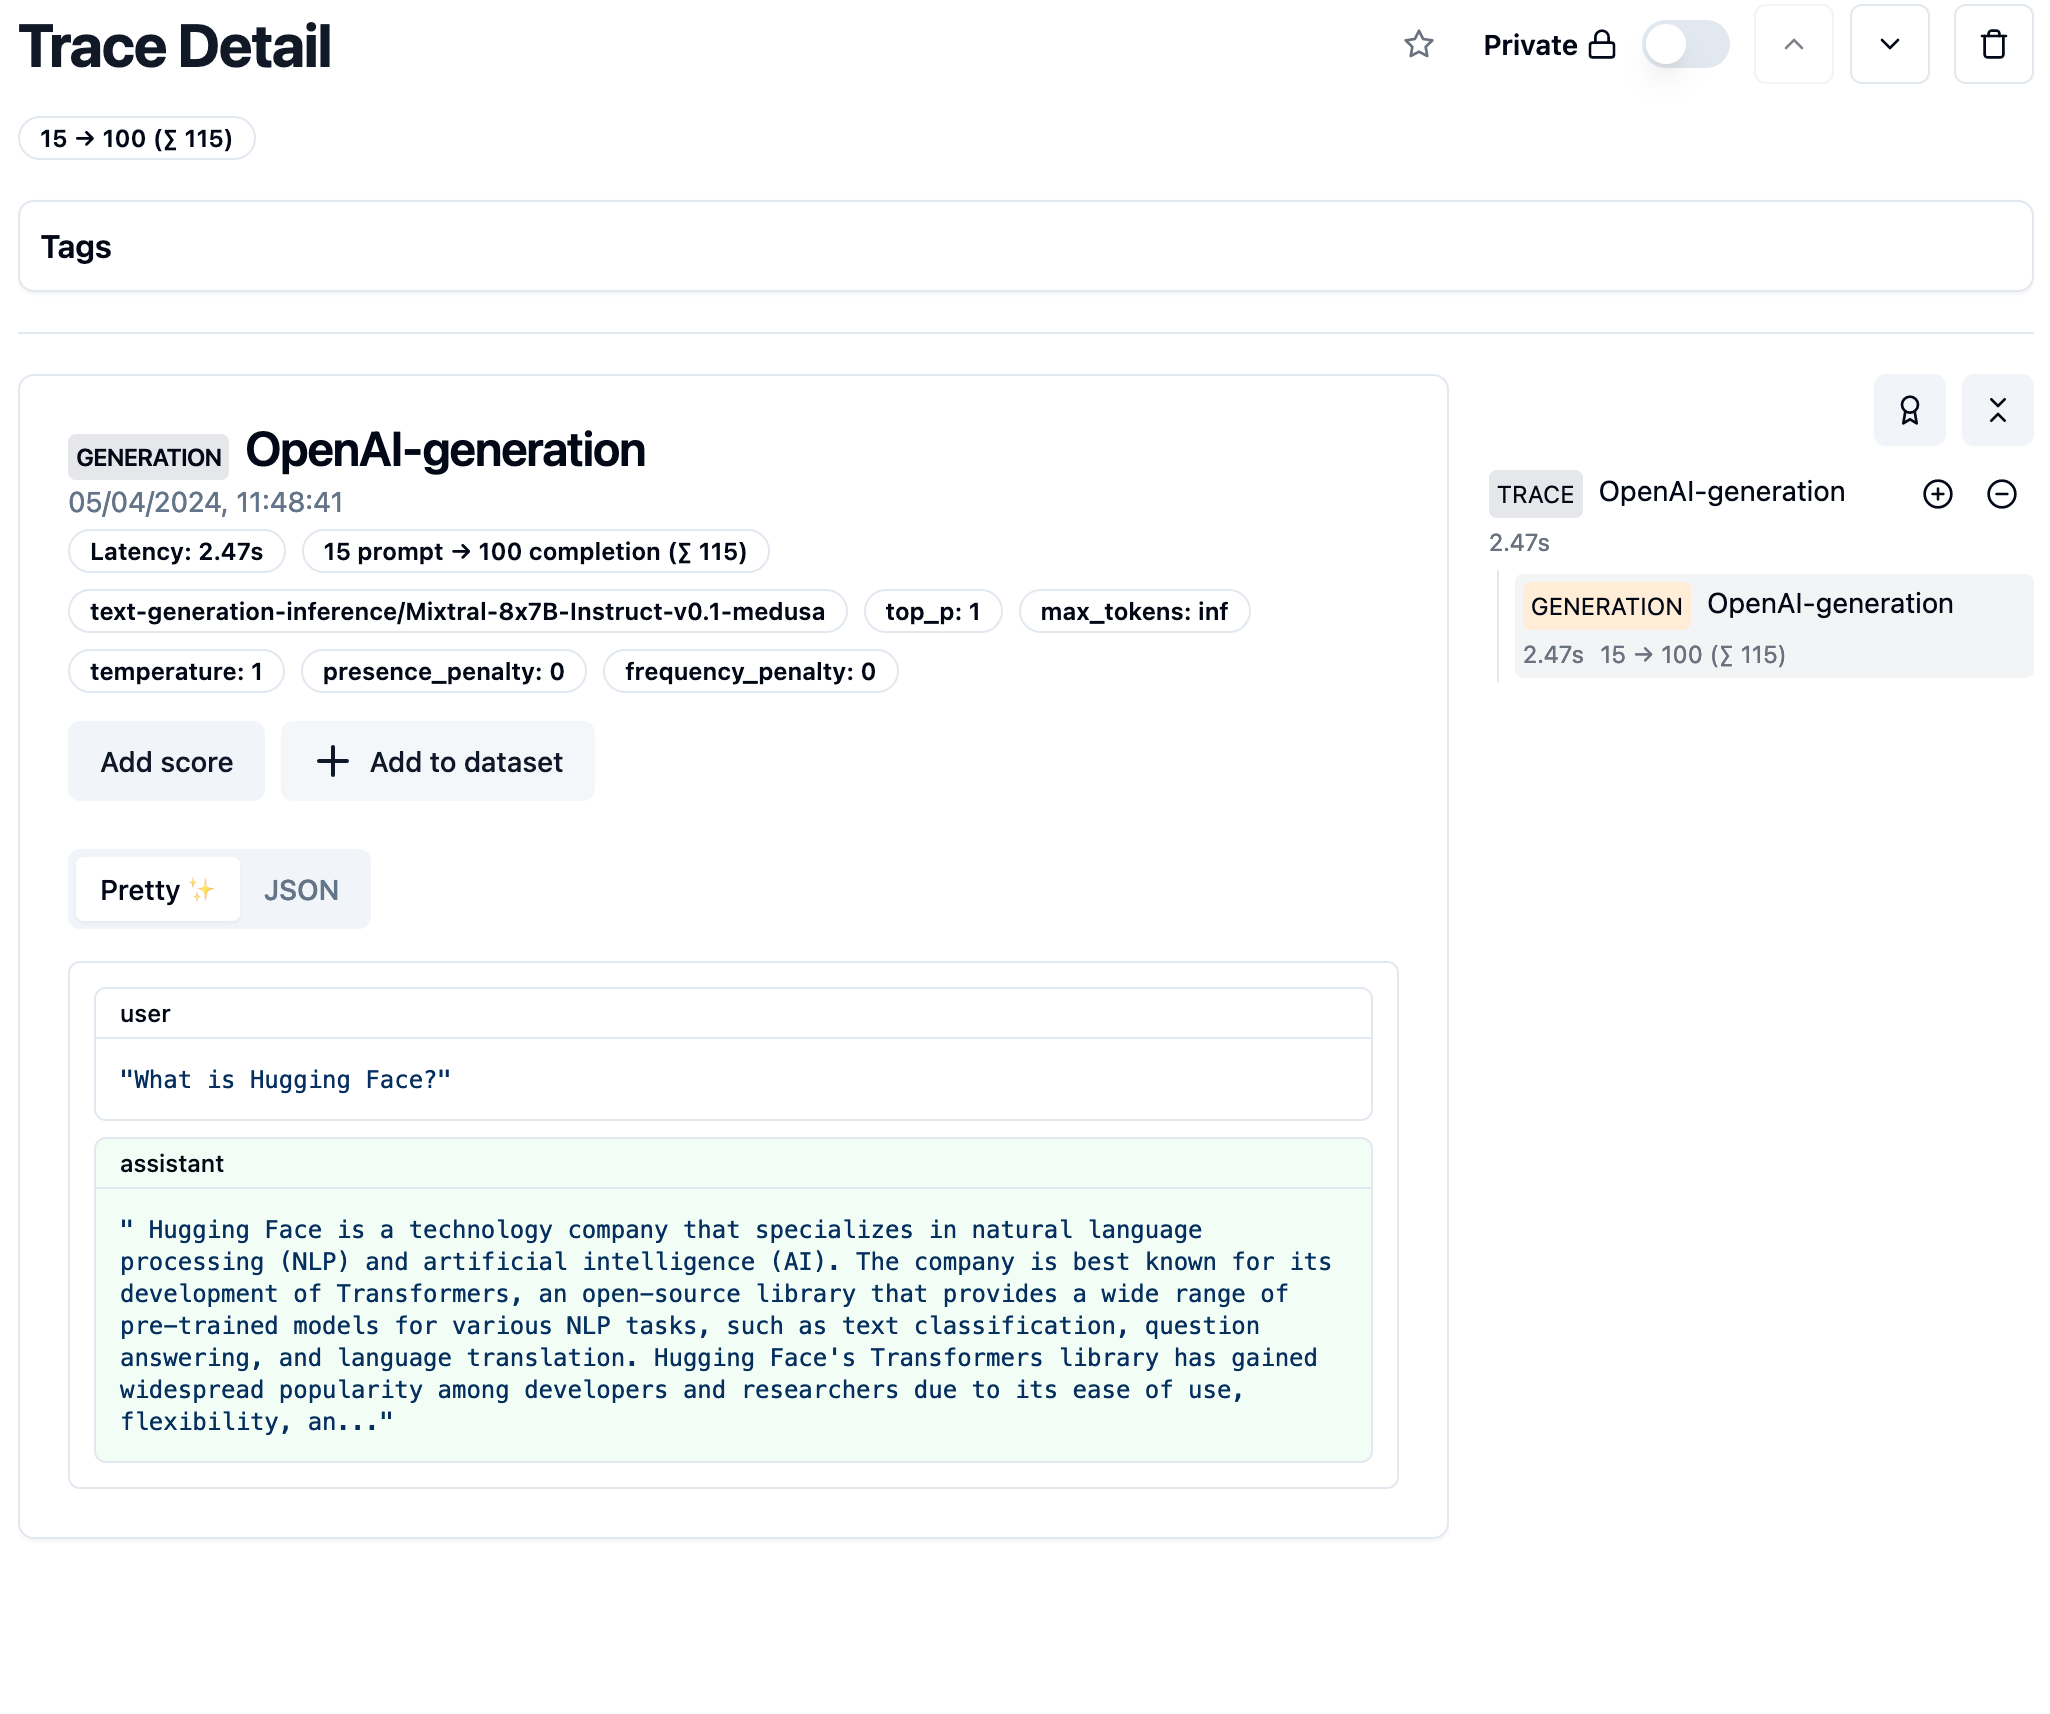 Trace Detail
Private
15 → 100 (∑ 115)
Tags
GENERATION OpenAI-generation
05/04/2024, 11:48:41
Latency: 2.47s
15 prompt → 100 completion (∑ 115)
text-generation-inference/Mixtral-8x7B-Instruct-v0.1-medusa
top_p: 1
max_tokens: inf
temperature: 1
presence_penalty: 0
frequency_penalty: 0
Add score
Add to dataset
Pretty ✨
JSON
user
"What is Hugging Face?"
assistant
" Hugging Face is a technology company that specializes in natural language
processing (NLP) and artificial intelligence (AI). The company is best known for its
development of Transformers, an open-source library that provides a wide range of
pre-trained models for various NLP tasks, such as text classification, question
answering, and language translation. Hugging Face's Transformers library has gained
widespread popularity among developers and researchers due to its ease of use,
flexibility, an..."
TRACE OpenAI-generation
2.47s
GENERATION OpenAI-generation
2.47s 15 → 100 (∑ 115)